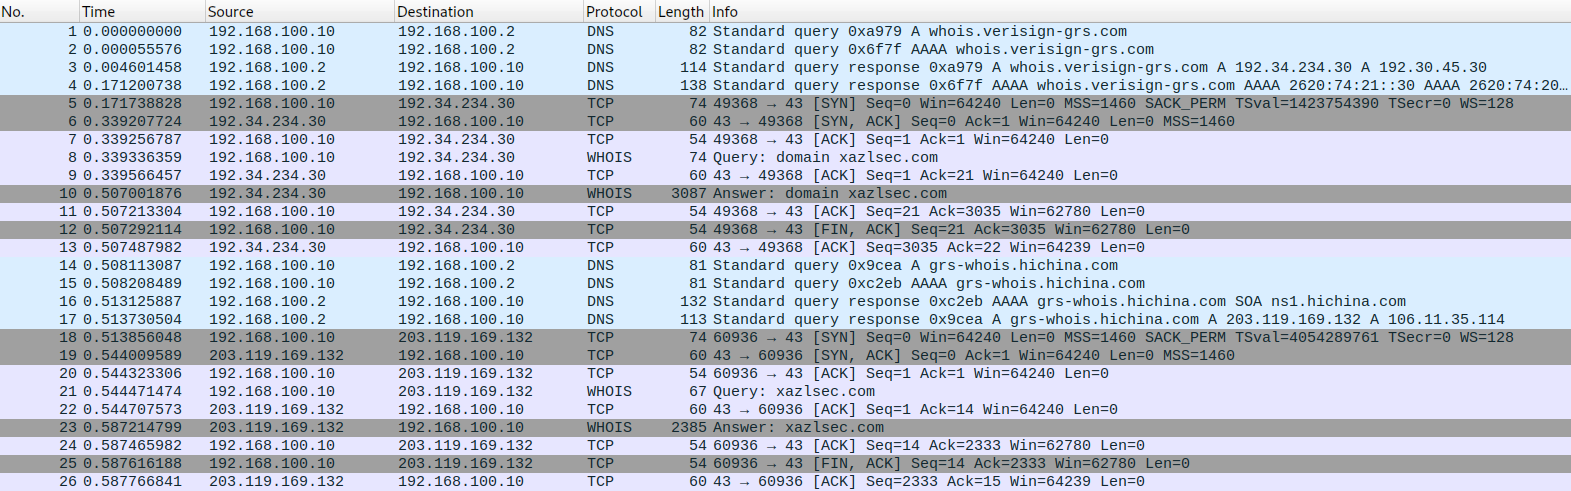 No. Time Source Destination Protocol Length Info
1 0.000000000 192.168.100.10 192.168.100.2 DNS 82 Standard query 0xa979 A whois.verisign-grs.com
2 0.000055576 192.168.100.10 192.168.100.2 DNS 82 Standard query 0x6f7f AAAA whois.verisign-grs.com
3 0.004601458 192.168.100.2 192.168.100.10 DNS 114 Standard query response 0xa979 A whois.verisign-grs.com A 192.34.234.30 A 192.30.45.30
4 0.171200738 192.168.100.2 192.168.100.10 DNS 138 Standard query response 0x6f7f AAAA whois.verisign-grs.com AAAA 2620:74:21::30 AAAA 2620:74:20…
5 0.171738828 192.168.100.10 192.34.234.30 TCP 74 49368 → 43 [SYN] Seq=0 Win=64240 Len=0 MSS=1460 SACK_PERM TSval=1423754390 TSecr=0 WS=128
6 0.339207724 192.34.234.30 192.168.100.10 TCP 60 43 → 49368 [SYN, ACK] Seq=0 Ack=1 Win=64240 Len=0 MSS=1460
7 0.339256787 192.168.100.10 192.34.234.30 TCP 54 49368 → 43 [ACK] Seq=1 Ack=1 Win=64240 Len=0
8 0.339336359 192.168.100.10 192.34.234.30 WHOIS 74 Query: domain xazlsec.com
9 0.339566457 192.34.234.30 192.168.100.10 TCP 60 43 → 49368 [ACK] Seq=1 Ack=21 Win=64240 Len=0
10 0.507001876 192.34.234.30 192.168.100.10 WHOIS 3087 Answer: domain xazlsec.com
11 0.507213304 192.168.100.10 192.34.234.30 TCP 54 49368 → 43 [ACK] Seq=21 Ack=3035 Win=62780 Len=0
12 0.507292114 192.168.100.10 192.34.234.30 TCP 54 49368 → 43 [FIN, ACK] Seq=21 Ack=3035 Win=62780 Len=0
13 0.507487982 192.34.234.30 192.168.100.10 TCP 60 43 → 49368 [ACK] Seq=3035 Ack=22 Win=64239 Len=0
14 0.508113087 192.168.100.10 192.168.100.2 DNS 81 Standard query 0x9cea A grs-whois.hichina.com
15 0.508208489 192.168.100.10 192.168.100.2 DNS 81 Standard query 0xc2eb AAAA grs-whois.hichina.com
16 0.513125887 192.168.100.2 192.168.100.10 DNS 132 Standard query response 0xc2eb AAAA grs-whois.hichina.com SOA ns1.hichina.com
17 0.513730504 192.168.100.2 192.168.100.10 DNS 113 Standard query response 0x9cea A grs-whois.hichina.com A 203.119.169.132 A 106.11.35.114
18 0.513856048 192.168.100.10 203.119.169.132 TCP 74 60936 → 43 [SYN] Seq=0 Win=64240 Len=0 MSS=1460 SACK_PERM TSval=4054289761 TSecr=0 WS=128
19 0.544009589 203.119.169.132 192.168.100.10 TCP 60 43 → 60936 [SYN, ACK] Seq=0 Ack=1 Win=64240 Len=0 MSS=1460
20 0.544323306 192.168.100.10 203.119.169.132 TCP 54 60936 → 43 [ACK] Seq=1 Ack=1 Win=64240 Len=0
21 0.544471474 192.168.100.10 203.119.169.132 WHOIS 67 Query: xazlsec.com
22 0.544707573 203.119.169.132 192.168.100.10 TCP 60 43 → 60936 [ACK] Seq=1 Ack=14 Win=64240 Len=0
23 0.587214799 203.119.169.132 192.168.100.10 WHOIS 2385 Answer: xazlsec.com
24 0.587465982 192.168.100.10 203.119.169.132 TCP 54 60936 → 43 [ACK] Seq=14 Ack=2333 Win=62780 Len=0
25 0.587616188 192.168.100.10 203.119.169.132 TCP 54 60936 → 43 [FIN, ACK] Seq=14 Ack=2333 Win=62780 Len=0
26 0.587766841 203.119.169.132 192.168.100.10 TCP 60 43 → 60936 [ACK] Seq=2333 Ack=15 Win=64239 Len=0